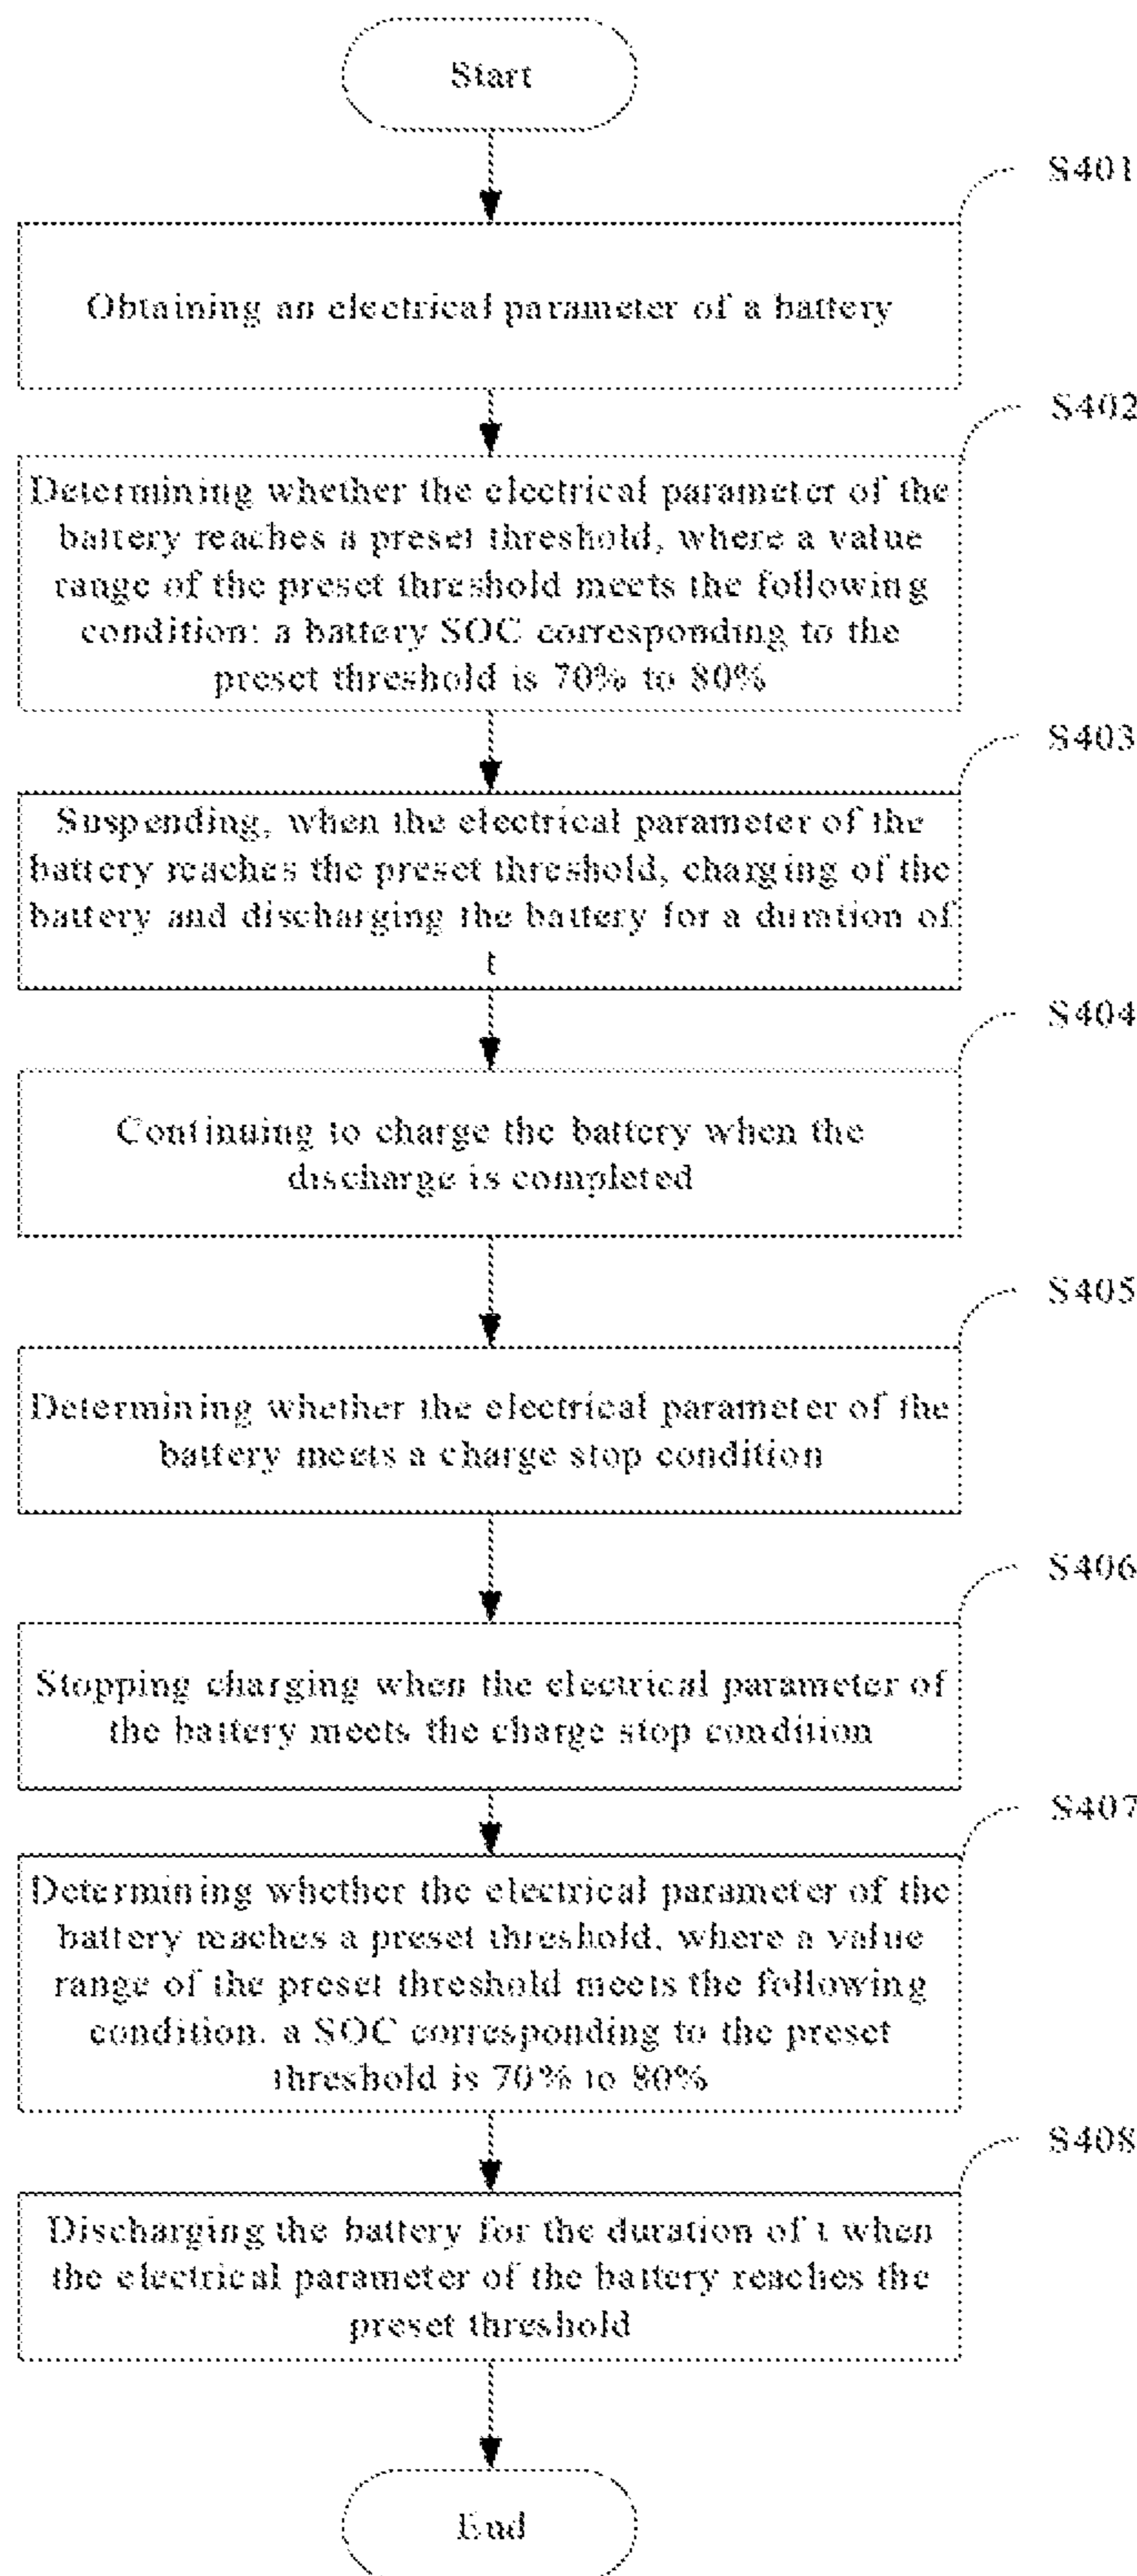 Start
S401
Obtaining an electrical parameter of a battery
S402
Determining whether the electrical parameter of the
battery reaches a preset threshold, where a value
range of the preset threshold meets the following
condition: a battery SOC corresponding to the
preset threshold is 70% to 80%
S403
Suspending, when the electrical parameter of the
battery reaches the preset threshold, charging of the
battery and discharging the battery for a duration of
t
S404
Continuing to charge the battery when the
discharge is completed
S405
Determining whether the electrical parameter of the
battery meets a charge stop condition
S406
Stopping charging when the electrical parameter of
the battery meets the charge stop condition
S407
Determining whether the electrical parameter of the
battery reaches a preset threshold, where a value
range of the preset threshold meets the following
condition. a SOC corresponding to the preset
threshold is 70% to 80%
S408
Discharging the battery for the duration of t when
the electrical parameter of the battery reaches the
preset threshold
End